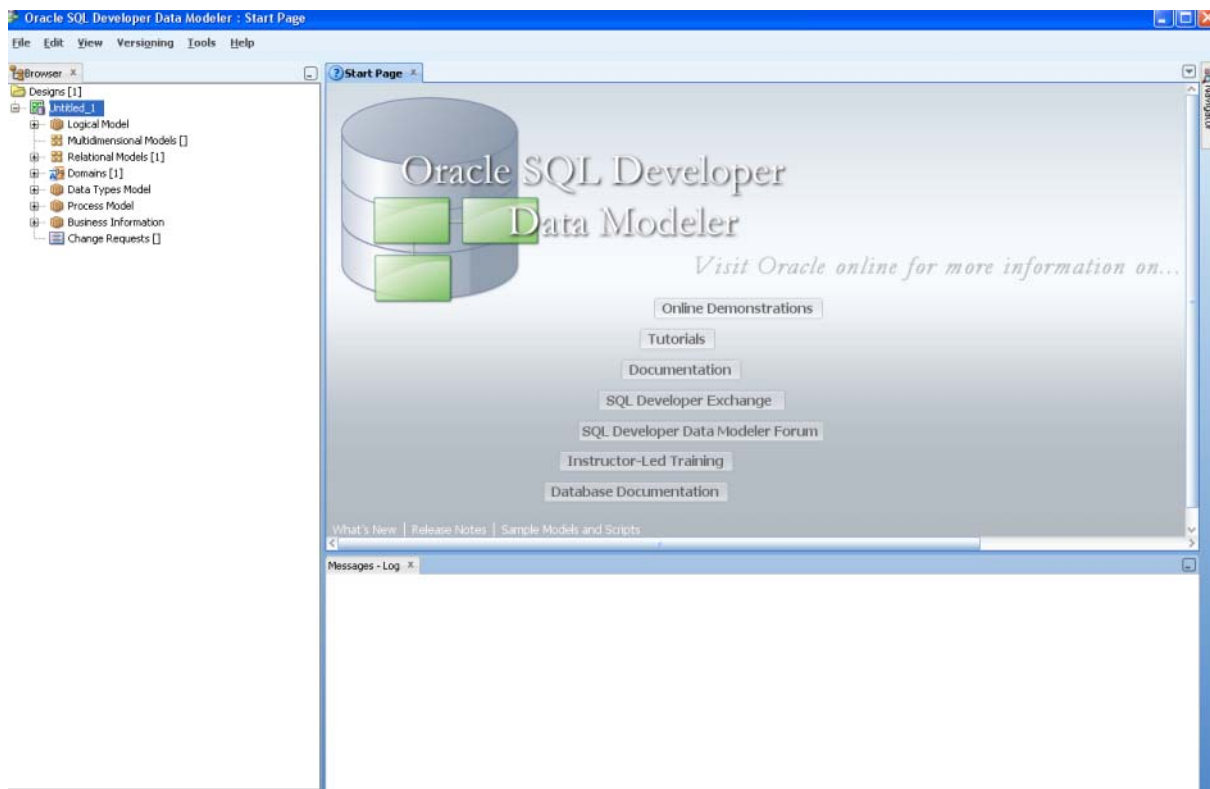 Oracle SQL Developer Data Modeler : Start Page
File Edit View Versioning Tools Help
Browser
Designs [1]
Untitled_1
Logical Model
Multidimensional Models []
Relational Models [1]
Domains [1]
Data Types Model
Process Model
Business Information
Change Requests []
Start Page
Oracle SQL Developer
Data Modeler
Visit Oracle online for more information on...
Online Demonstrations
Tutorials
Documentation
SQL Developer Exchange
SQL Developer Data Modeler Forum
Instructor-Led Training
Database Documentation
What's New | Release Notes | Sample Models and Scripts
Messages - Log
Navigator